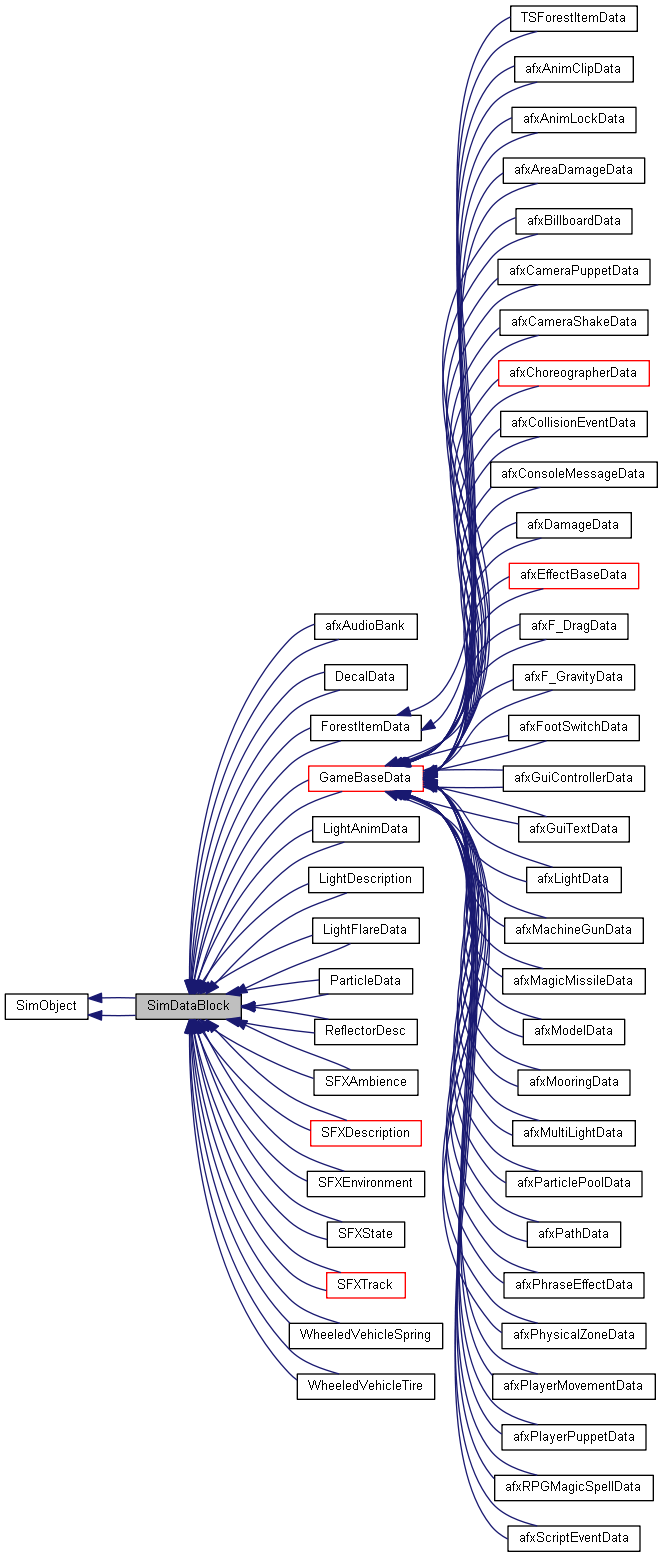 SimObject
SimDataBlock
afxAudioBank
DecalData
ForestItemData
GameBaseData
LightAnimData
LightDescription
LightFlareData
ParticleData
ReflectorDesc
SFXAmbience
SFXDescription
SFXEnvironment
SFXState
SFXTrack
WheeledVehicleSpring
WheeledVehicleTire
TSForestItemData
afxAnimClipData
afxAnimLockData
afxAreaDamageData
afxBillboardData
afxCameraPuppetData
afxCameraShakeData
afxChoreographerData
afxCollisionEventData
afxConsoleMessageData
afxDamageData
afxEffectBaseData
afxF_DragData
afxF_GravityData
afxFootSwitchData
afxGuiControllerData
afxGuiTextData
afxLightData
afxMachineGunData
afxMagicMissileData
afxModelData
afxMooringData
afxMultiLightData
afxParticlePoolData
afxPathData
afxPhraseEffectData
afxPhysicalZoneData
afxPlayerMovementData
afxPlayerPuppetData
afxRPGMagicSpellData
afxScriptEventData